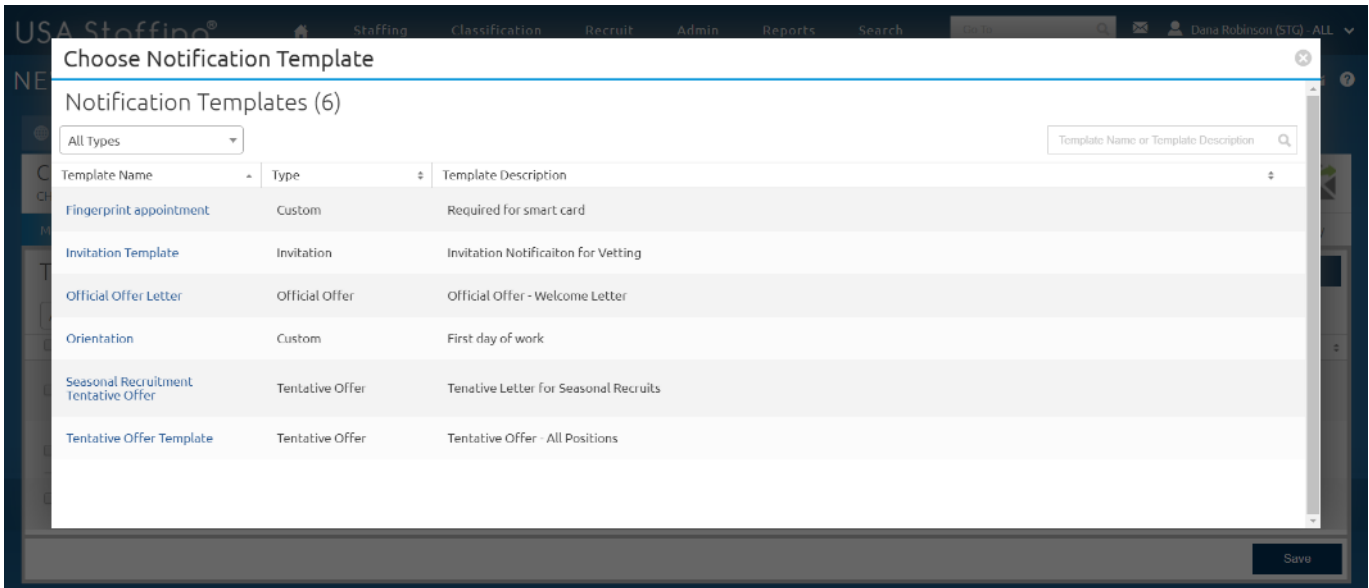 USA Staffing®
Staffing Classification Recruit Admin Reports Search Go To Dana Robinson (STG) - ALL
NE
Choose Notification Template
Notification Templates (6)
All Types
Template Name or Template Description
Template Name Type Template Description
Fingerprint appointment Custom Required for smart card
Invitation Template Invitation Invitation Notificaiton for Vetting
Official Offer Letter Official Offer Official Offer - Welcome Letter
Orientation Custom First day of work
Seasonal Recruitment
Tentative Offer Tentative Offer Tenative Letter for Seasonal Recruits
Tentative Offer Template Tentative Offer Tentative Offer - All Positions
Save